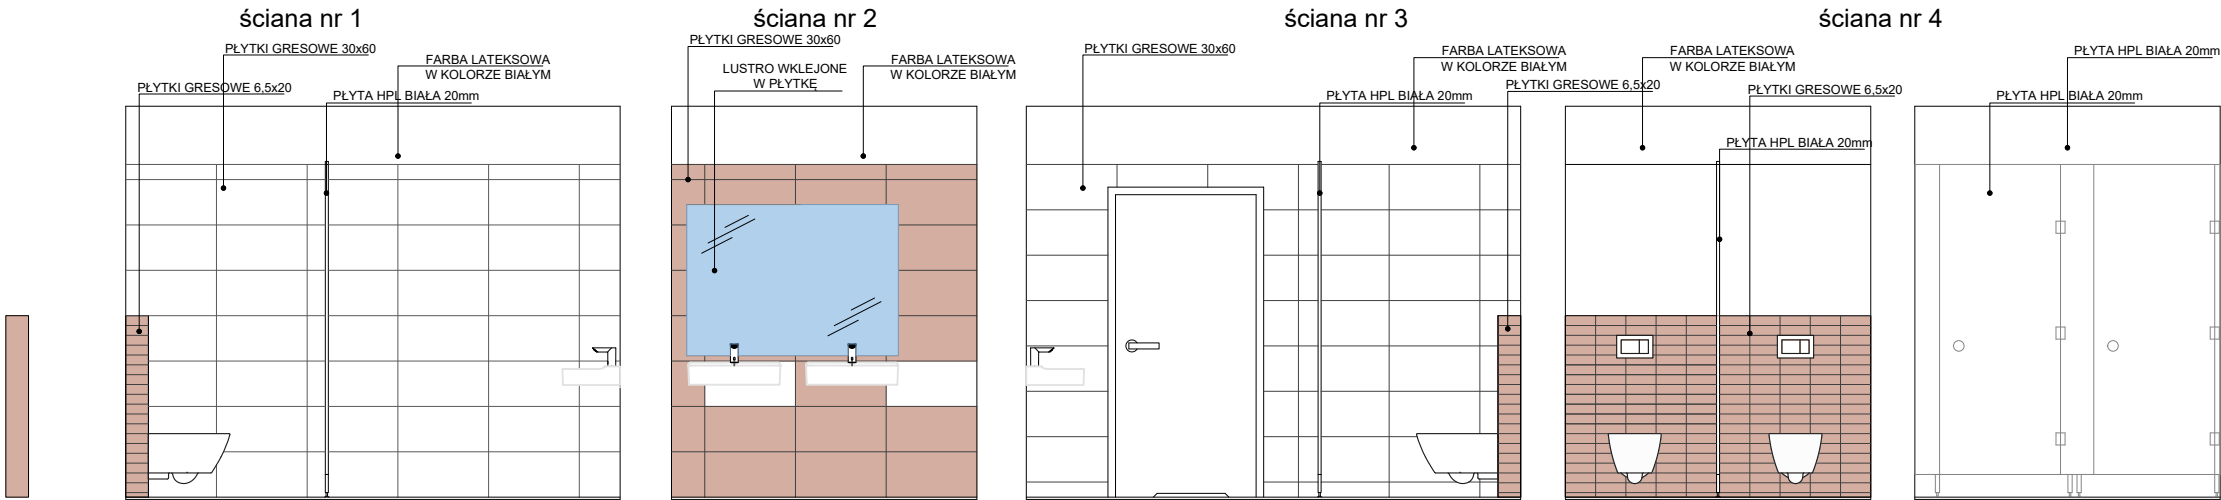 ściana nr 1
PŁYTKI GRESOWE 30x60
FARBA LATEKSOWA
W KOLORZE BIAŁYM
PŁYTKI GRESOWE 6,5x20
PŁYTA HPL BIAŁA 20mm
ściana nr 2
PŁYTKI GRESOWE 30x60
LUSTRO WKLEJONE
W PŁYTKĘ
FARBA LATEKSOWA
W KOLORZE BIAŁYM
ściana nr 3
PŁYTKI GRESOWE 30x60
FARBA LATEKSOWA
W KOLORZE BIAŁYM
PŁYTA HPL BIAŁA 20mm
PŁYTKI GRESOWE 6,5x20
ściana nr 4
FARBA LATEKSOWA
W KOLORZE BIAŁYM
PŁYTKI GRESOWE 6,5x20
PŁYTA HPL BIAŁA 20mm
PŁYTA HPL BIAŁA 20mm
PŁYTA HPL BIAŁA 20mm